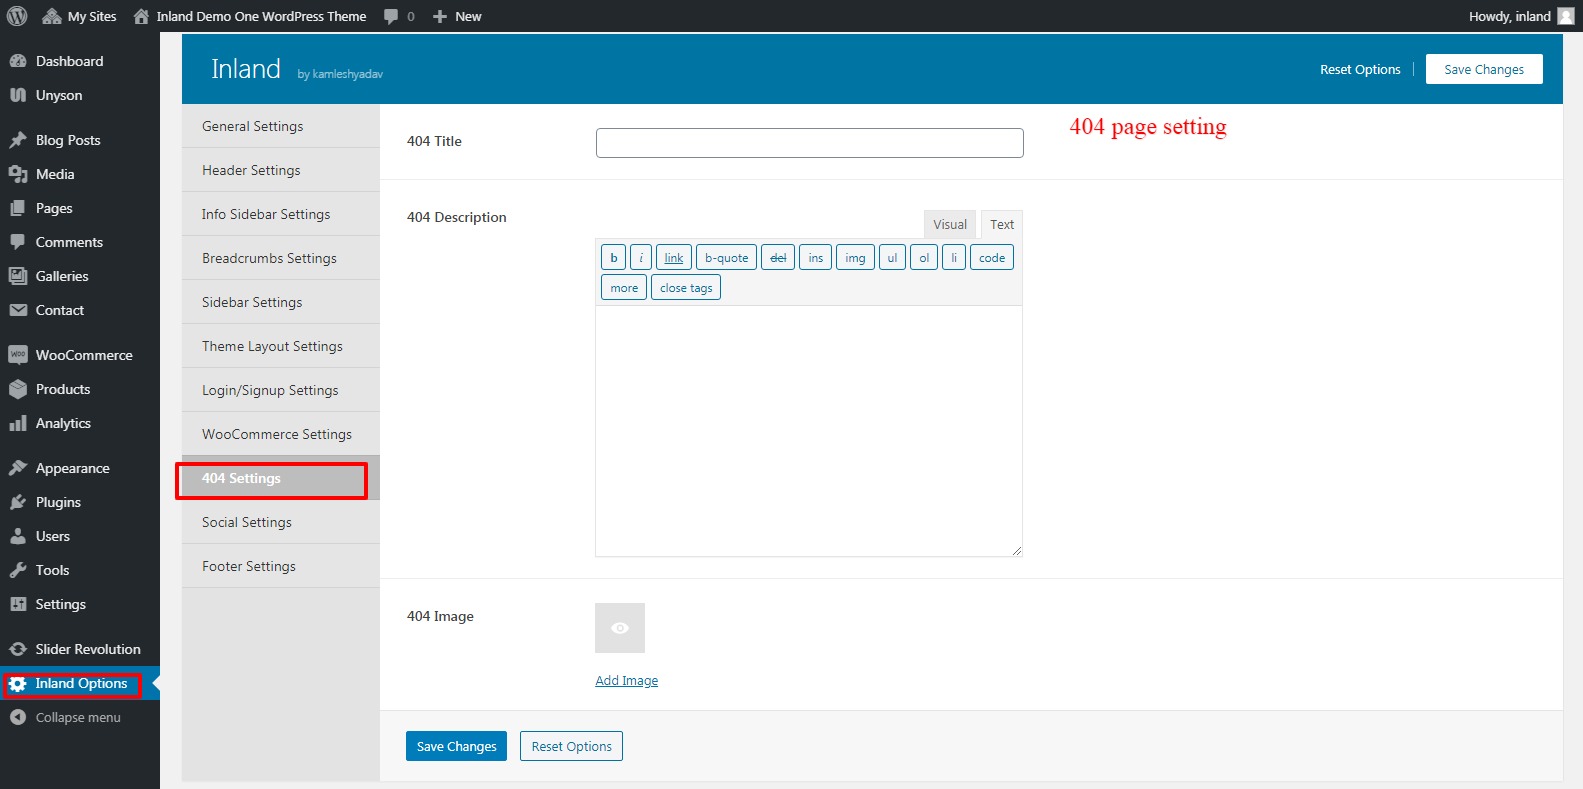 My Sites
Inland Demo One WordPress Theme
0
New
Howdy, inland
Dashboard
Unyson
Blog Posts
Media
Pages
Comments
Galleries
Contact
Woo WooCommerce
Products
Analytics
Appearance
Plugins
Users
Tools
Settings
Slider Revolution
Inland Options
Collapse menu
Inland by kamleshyadav
Reset Options
Save Changes
General Settings
Header Settings
Info Sidebar Settings
Breadcrumbs Settings
Sidebar Settings
Theme Layout Settings
Login/Signup Settings
WooCommerce Settings
404 Settings
Social Settings
Footer Settings
404 Title
404 page setting
404 Description
Visual Text
b i link b-quote del ins img ul ol li code
more close tags
404 Image
Add Image
Save Changes Reset Options